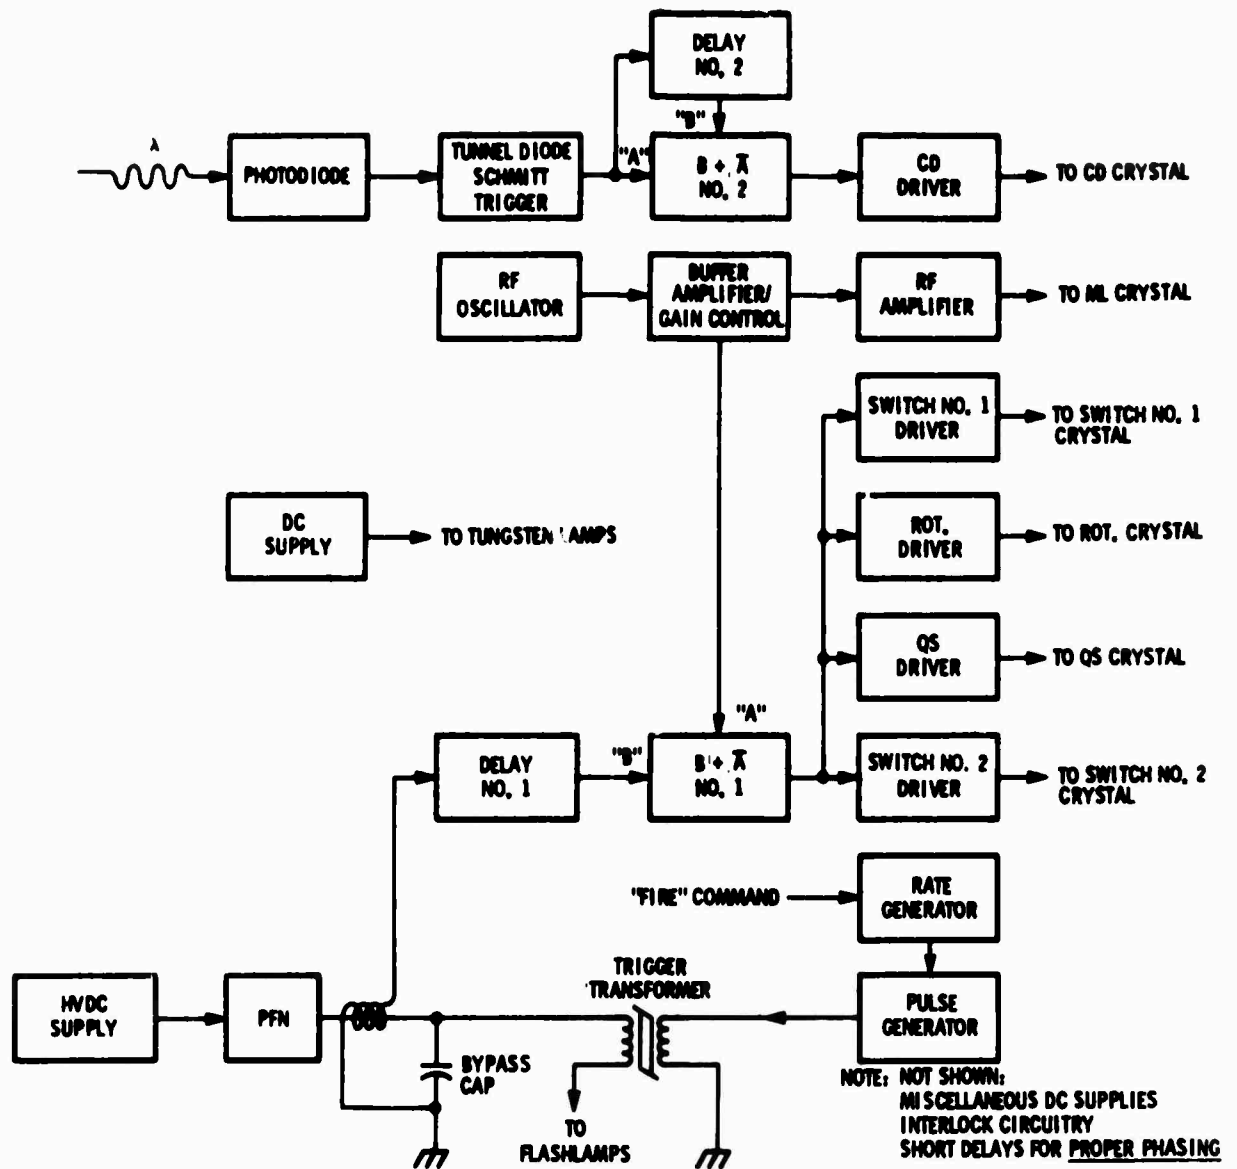 DELAY
NO. 2
"B"
λ
PHOTODIODE
TUNNEL DIODE
SCHMITT
TRIGGER
"A"
B + A̅
NO. 2
CD
DRIVER
TO CD CRYSTAL
RF
OSCILLATOR
BUFFER
AMPLIFIER/
GAIN CONTROL
RF
AMPLIFIER
TO ML CRYSTAL
SWITCH NO. 1
DRIVER
TO SWITCH NO. 1
CRYSTAL
DC
SUPPLY
TO TUNGSTEN LAMPS
ROT.
DRIVER
TO ROT. CRYSTAL
QS
DRIVER
TO QS CRYSTAL
"A"
DELAY
NO. 1
"B"
B + A̅
NO. 1
SWITCH NO. 2
DRIVER
TO SWITCH NO. 2
CRYSTAL
"FIRE" COMMAND
RATE
GENERATOR
HVDC
SUPPLY
PFN
TRIGGER
TRANSFORMER
PULSE
GENERATOR
BYPASS
CAP
TO
FLASHLAMPS
NOTE: NOT SHOWN:
MISCELLANEOUS DC SUPPLIES
INTERLOCK CIRCUITRY
SHORT DELAYS FOR PROPER PHASING